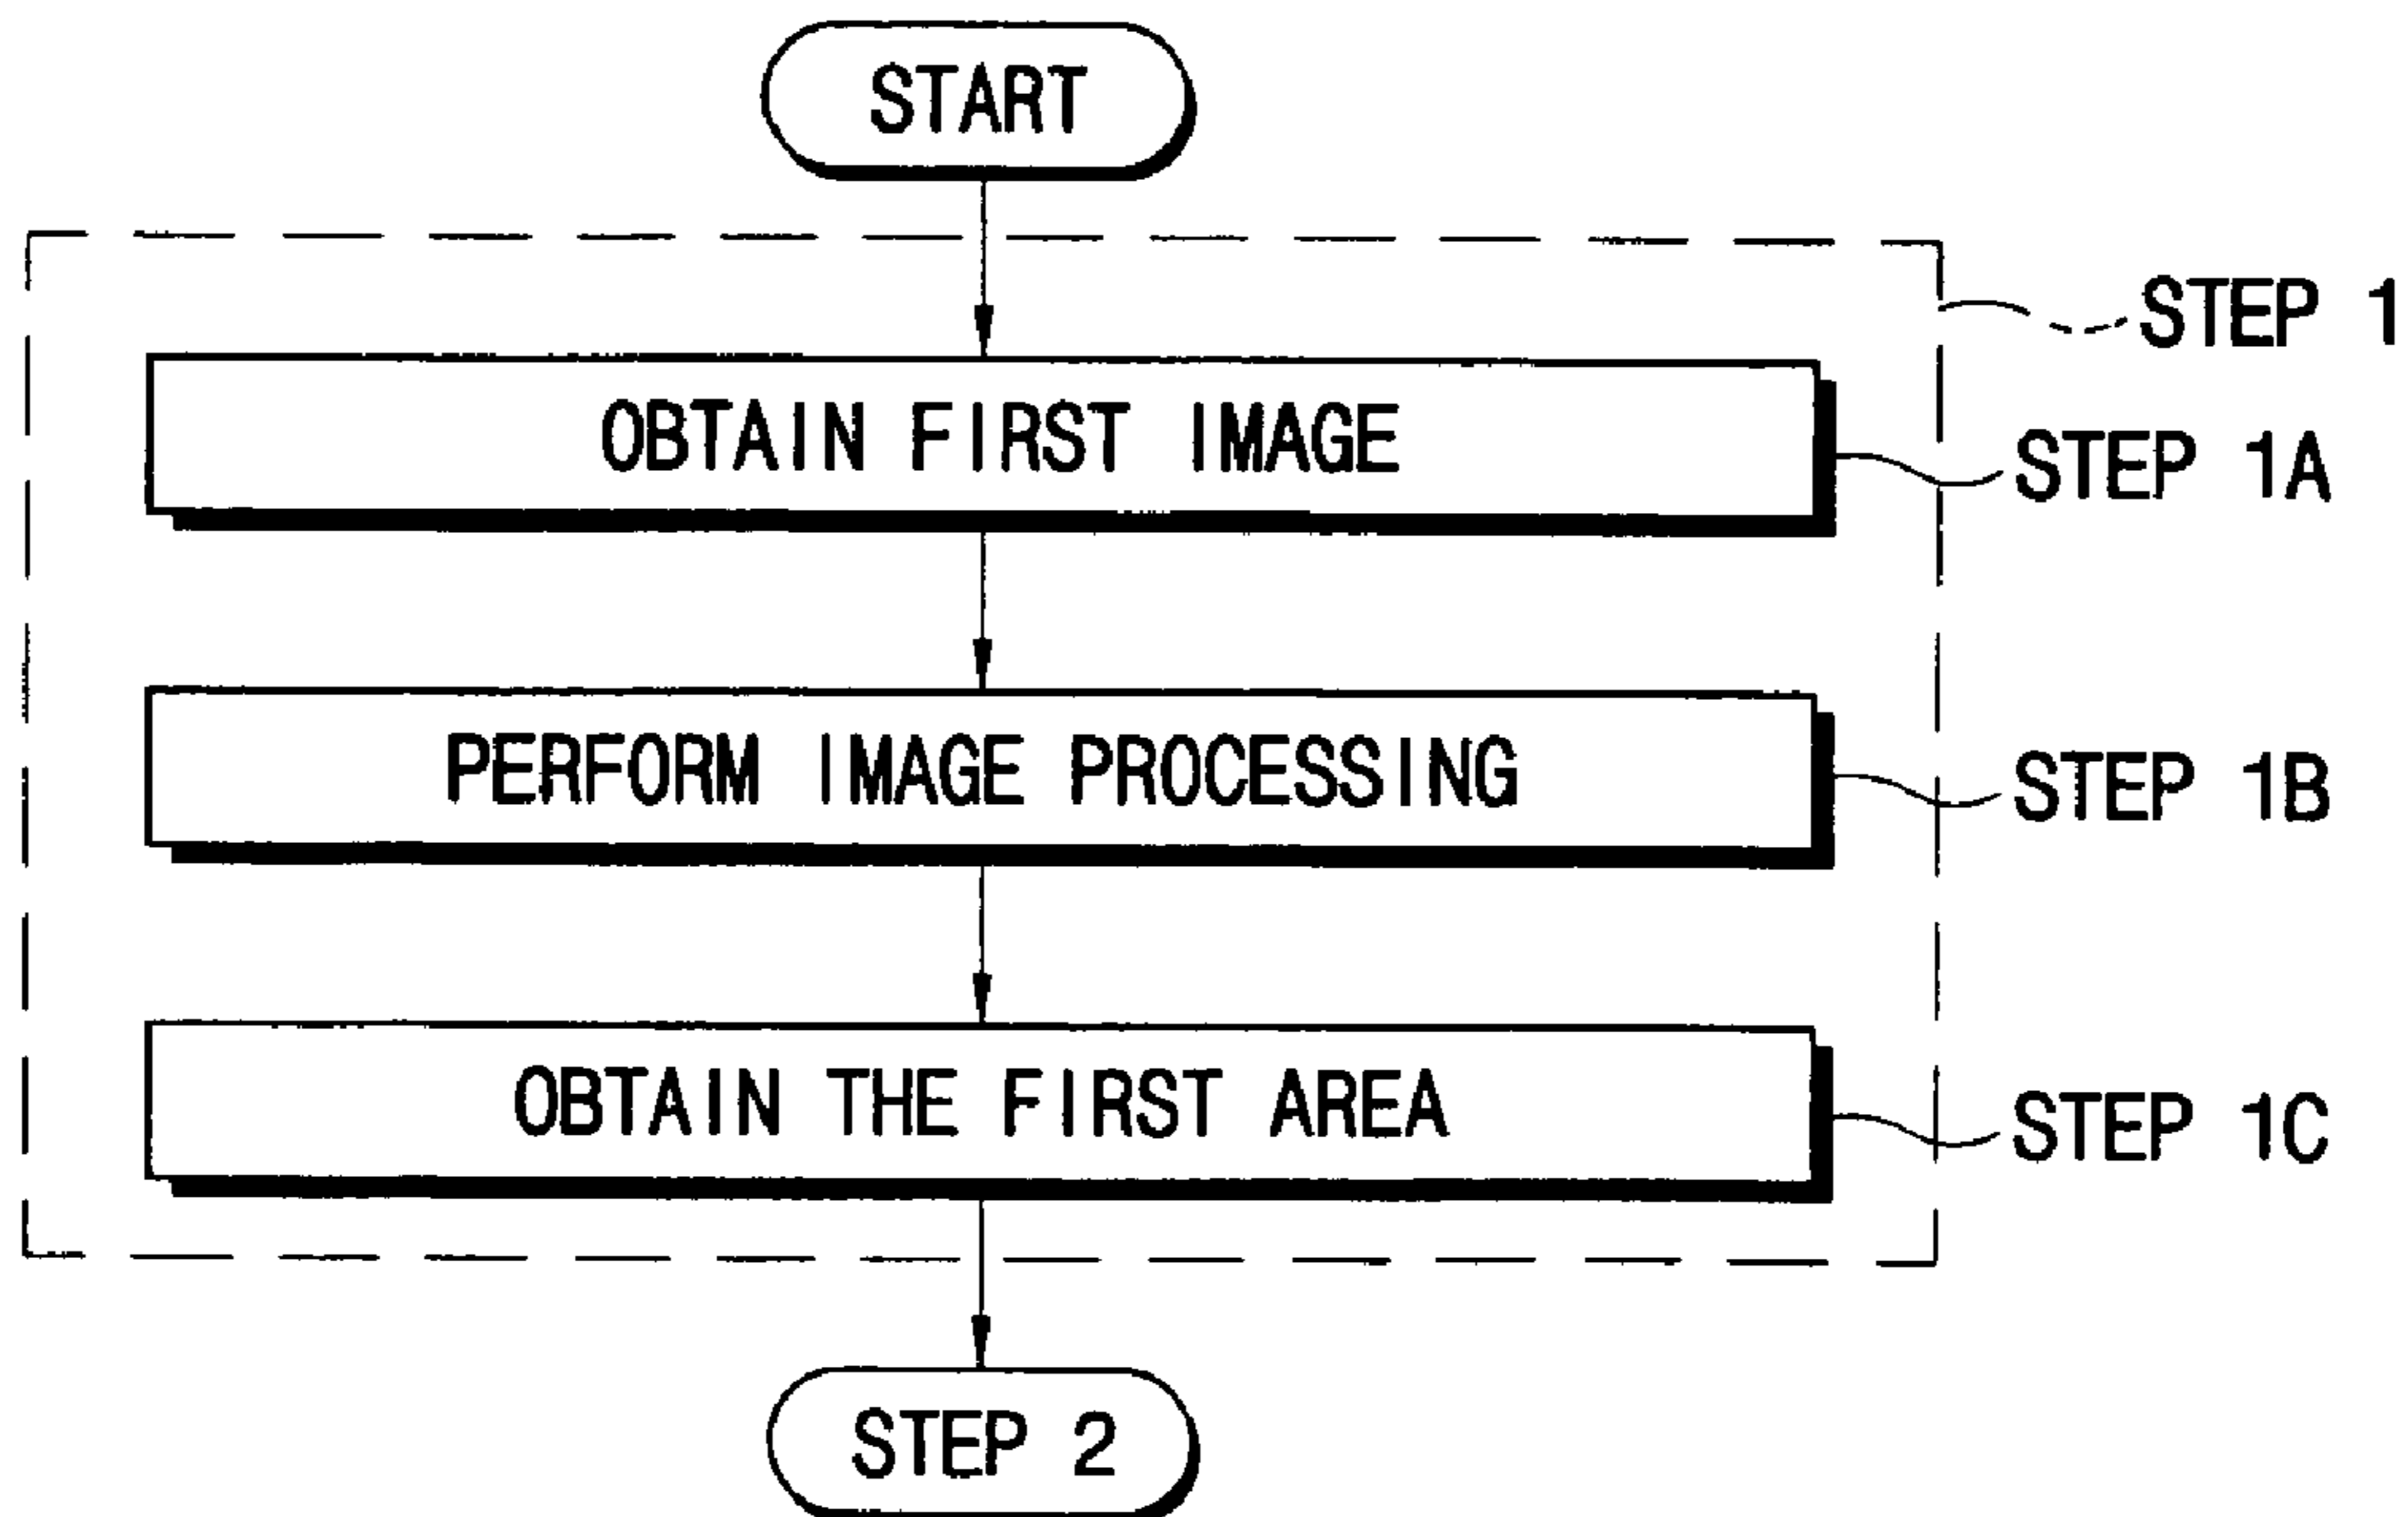 START
STEP 1
OBTAIN FIRST IMAGE
STEP 1A
PERFORM IMAGE PROCESSING
STEP 1B
OBTAIN THE FIRST AREA
STEP 1C
STEP 2